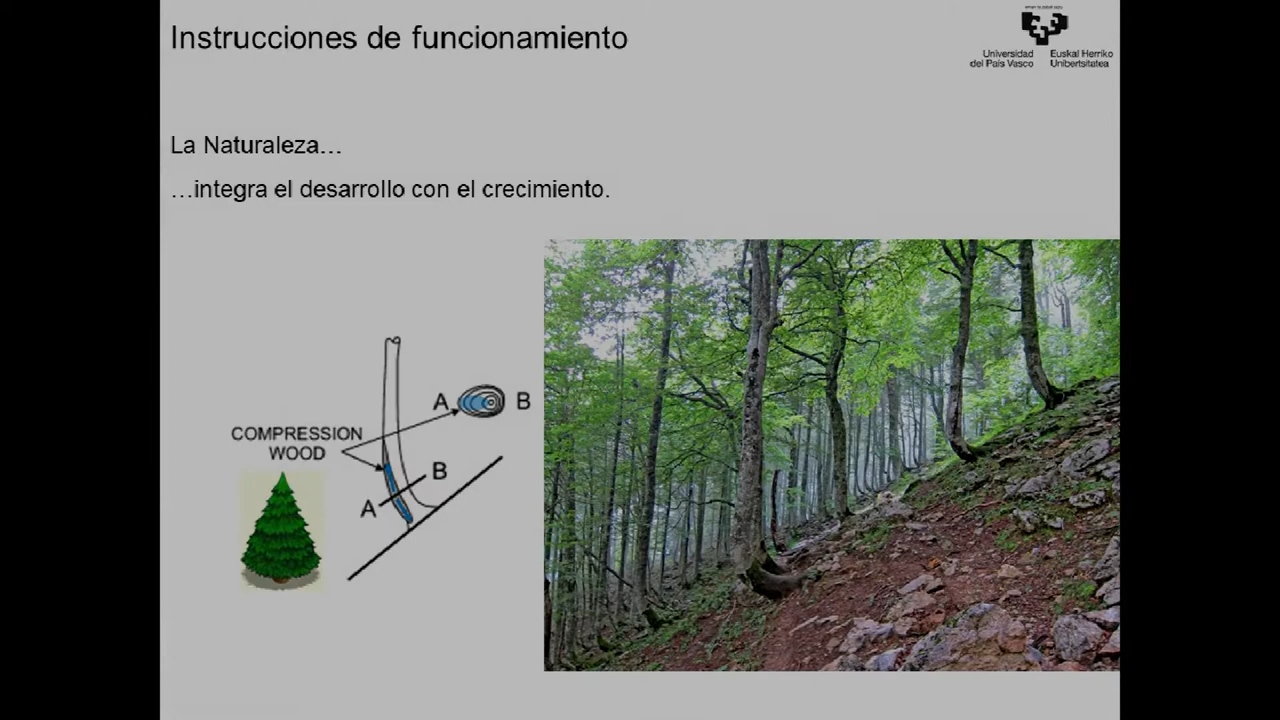 Instrucciones de funcionamiento
Universidad del País Vasco
Euskal Herriko Unibertsitatea
La Naturaleza…
…integra el desarrollo con el crecimiento.
A B
COMPRESSION
WOOD
B
A